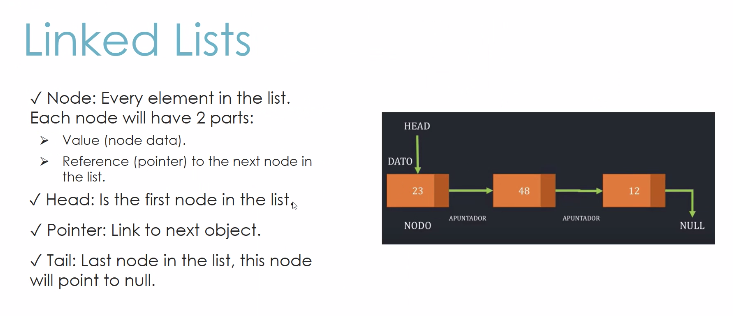 Linked Lists
✓ Node: Every element in the list.
Each node will have 2 parts:
➢ Value (node data).
➢ Reference (pointer) to the next node in
the list.
✓ Head: Is the first node in the list.
✓ Pointer: Link to next object.
✓ Tail: Last node in the list, this node
will point to null.
HEAD
DATO
23
48
12
APUNTADOR
APUNTADOR
NODO
NULL